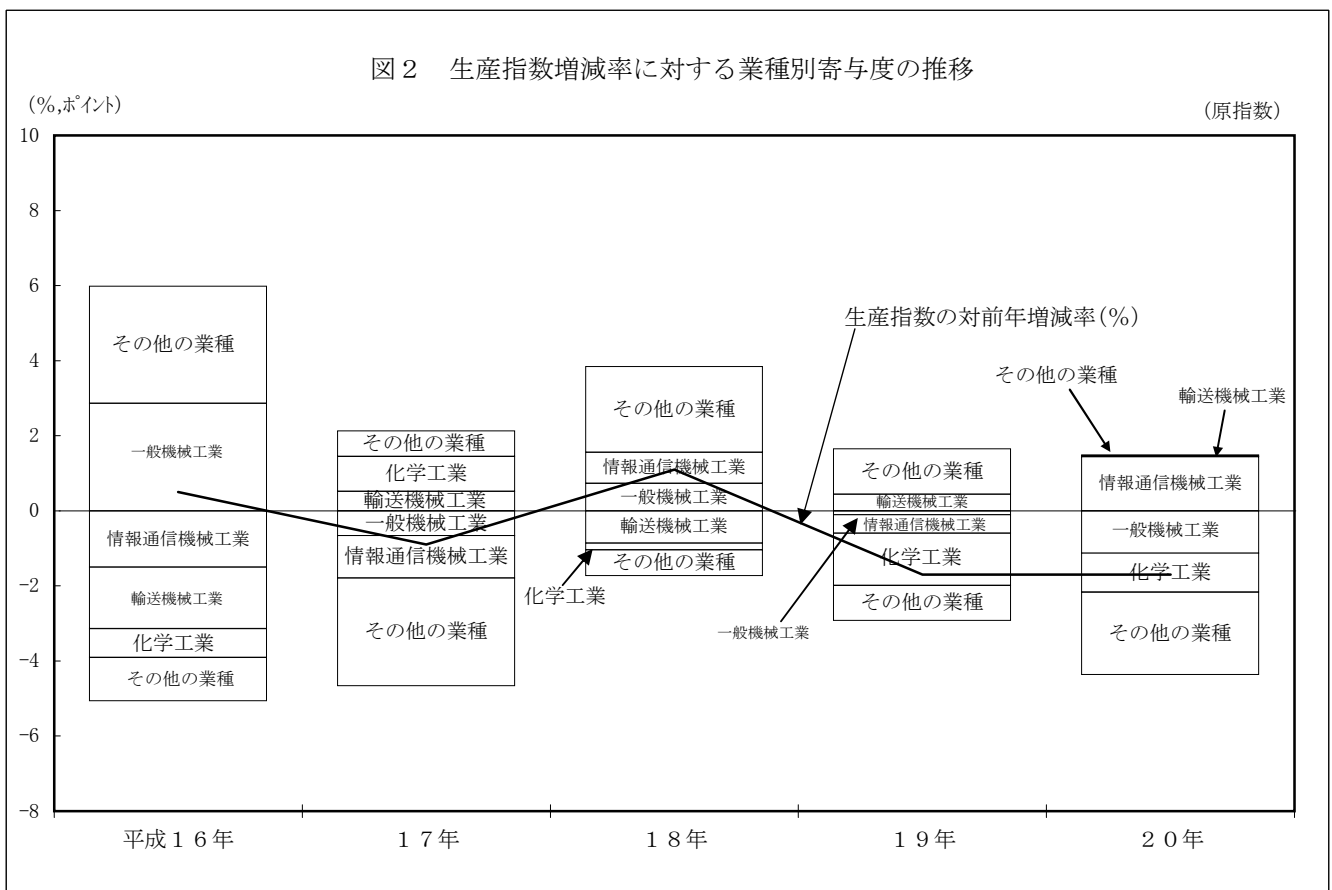 図２　生産指数増減率に対する業種別寄与度の推移
(%,ﾎﾟｲﾝﾄ)
(原指数)
10
8
6
4
2
0
-2
-4
-6
-8
その他の業種
一般機械工業
情報通信機械工業
輸送機械工業
化学工業
その他の業種
その他の業種
化学工業
輸送機械工業
一般機械工業
情報通信機械工業
その他の業種
その他の業種
情報通信機械工業
一般機械工業
輸送機械工業
その他の業種
化学工業
生産指数の対前年増減率(%)
その他の業種
輸送機械工業
情報通信機械工業
化学工業
その他の業種
一般機械工業
その他の業種
輸送機械工業
情報通信機械工業
一般機械工業
化学工業
その他の業種
平成１６年
１７年
１８年
１９年
２０年